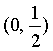 (0, 1/2)